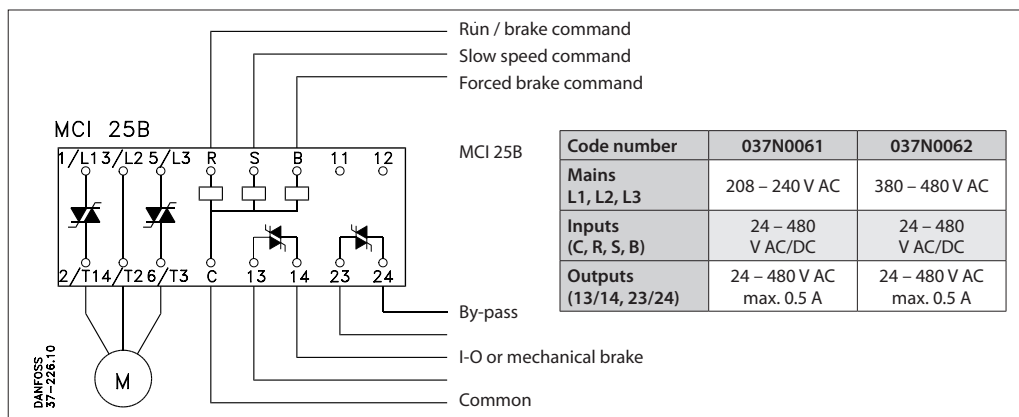 Run / brake command
Slow speed command
Forced brake command
MCI 25B
1/L1 3/L2 5/L3 R S B 11 12
2/T1 4/T2 6/T3 C 13 14 23 24
M
DANFOSS
37-226.10
By-pass
I-O or mechanical brake
Common
MCI 25B
Code number 037N0061 037N0062
Mains
L1, L2, L3 208 – 240 V AC 380 – 480 V AC
Inputs
(C, R, S, B) 24 – 480
V AC/DC 24 – 480
V AC/DC
Outputs
(13/14, 23/24) 24 – 480 V AC
max. 0.5 A 24 – 480 V AC
max. 0.5 A